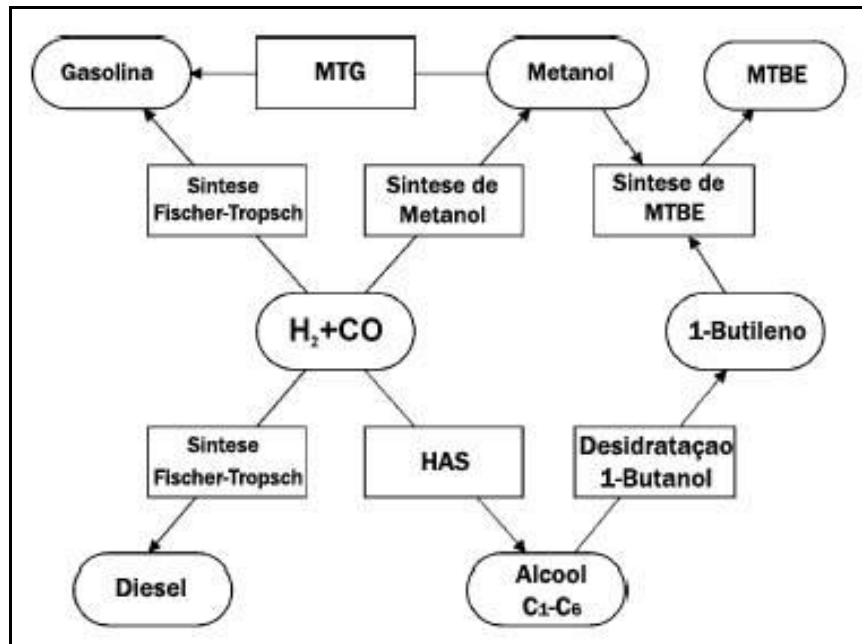 Gasolina
MTG
Metanol
MTBE
Sintese
Fischer-Tropsch
Sintese de
Metanol
Sintese de
MTBE
H₂+CO
1-Butileno
Sintese
Fischer-Tropsch
HAS
Desidrataçao
1-Butanol
Diesel
Alcool
C₁-C₆